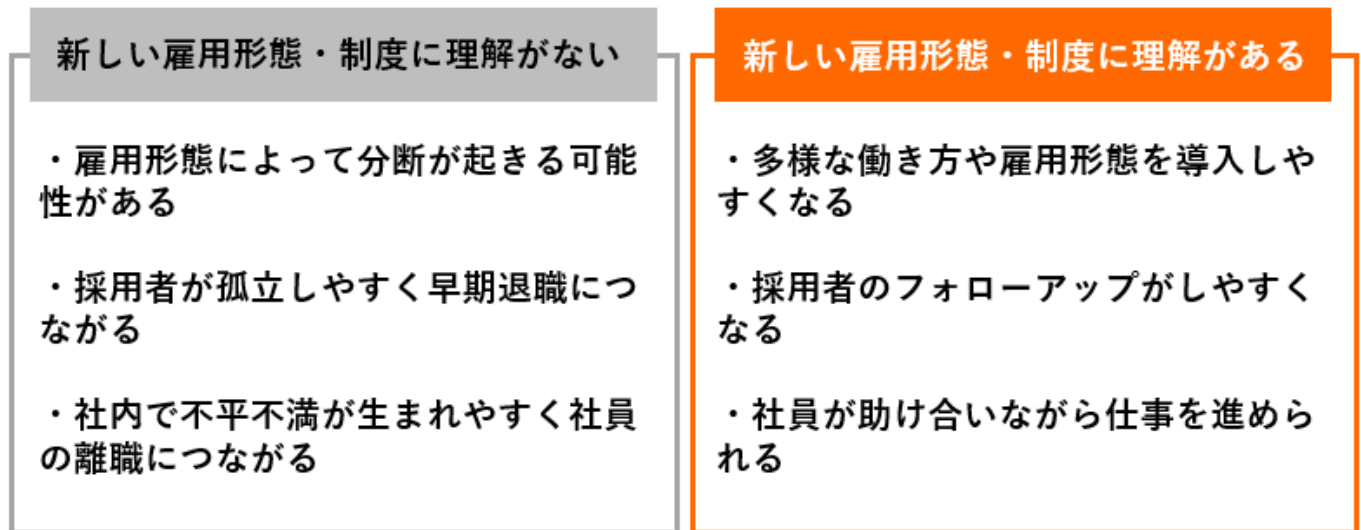 新しい雇用形態・制度に理解がない
・雇用形態によって分断が起きる可能
性がある
・採用者が孤立しやすく早期退職につ
ながる
・社内で不平不満が生まれやすく社員
の離職につながる
新しい雇用形態・制度に理解がある
・多様な働き方や雇用形態を導入しや
すくなる
・採用者のフォローアップがしやすく
なる
・社員が助け合いながら仕事を進めら
れる